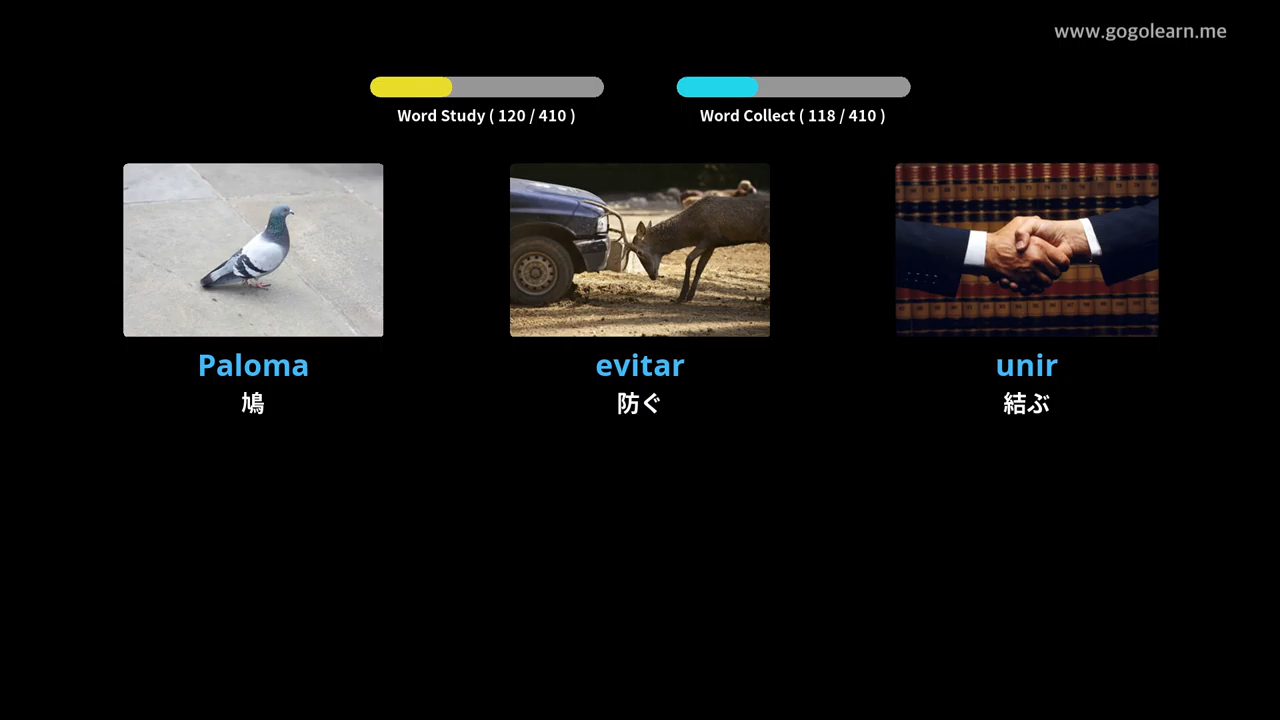 www.gogolearn.me
Word Study ( 120 / 410 )
Word Collect ( 118 / 410 )
Paloma
evitar
unir
鳩
防ぐ
結ぶ